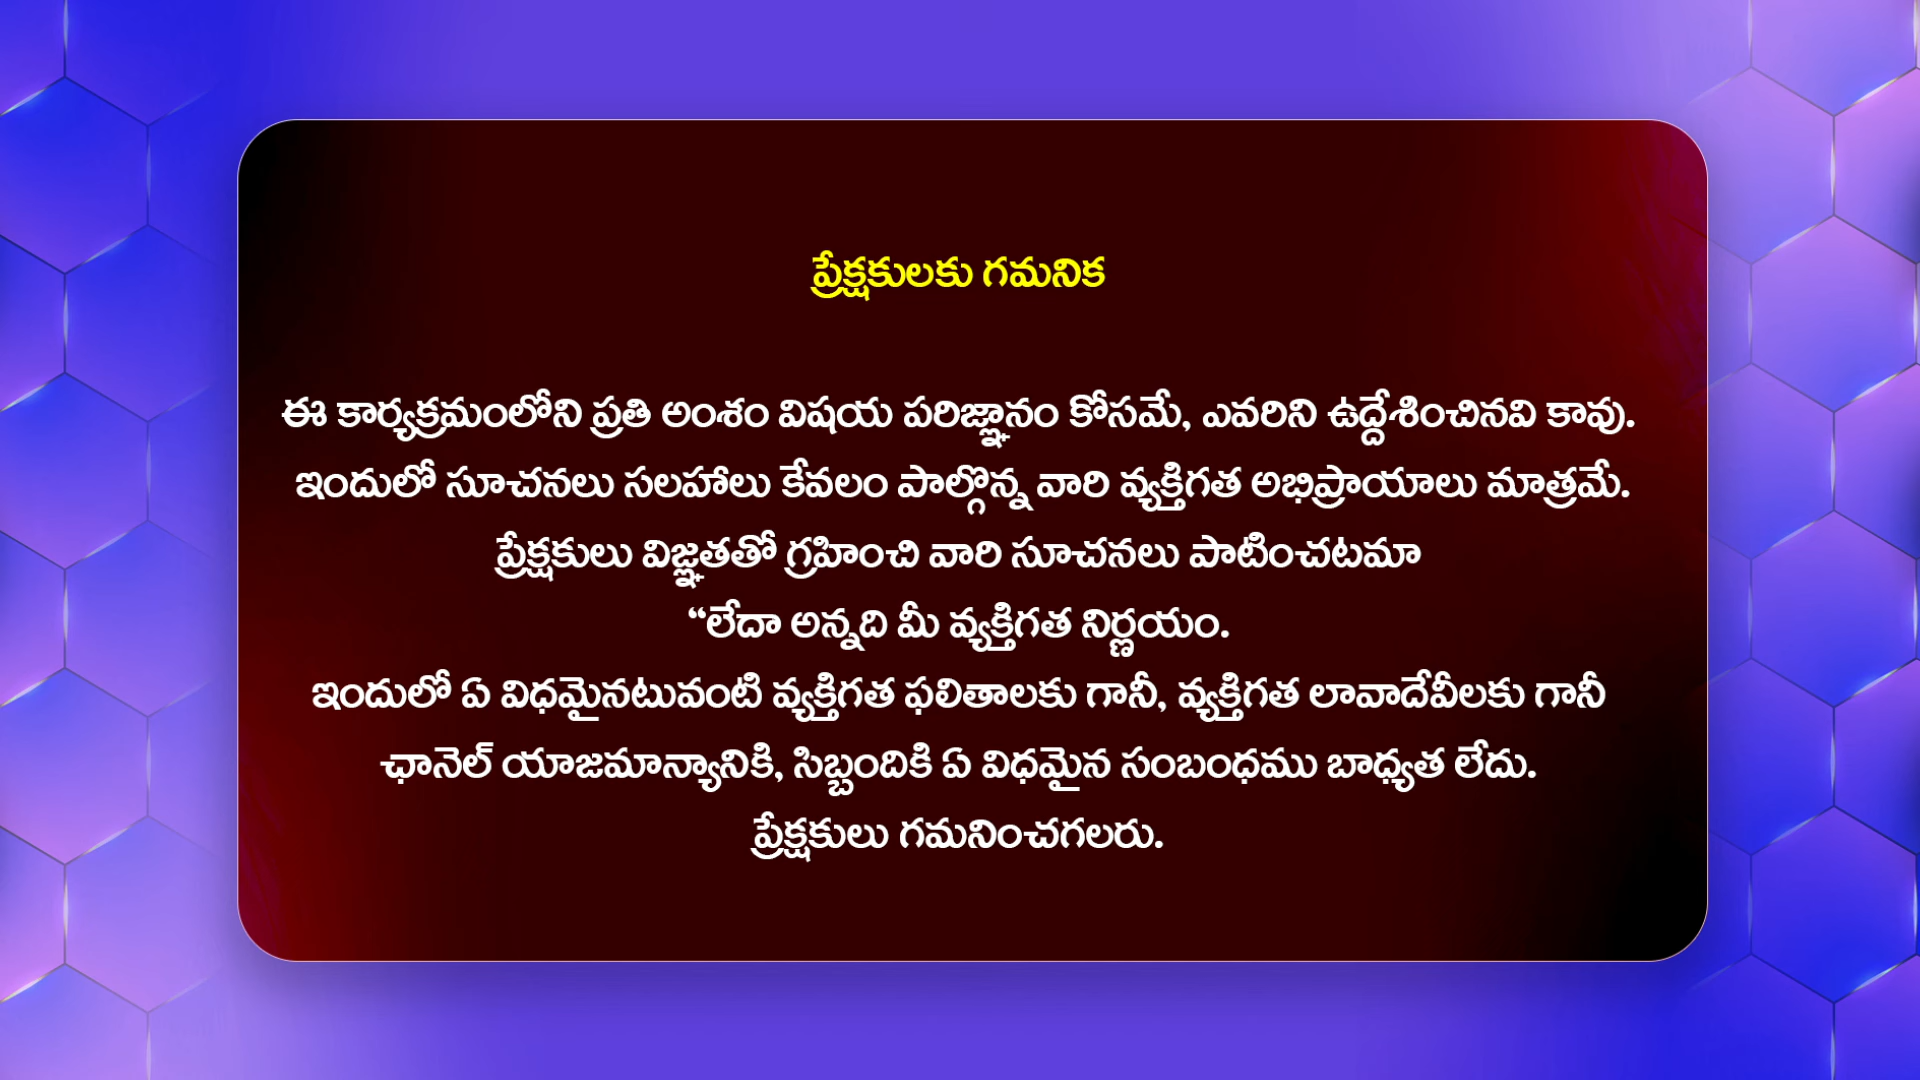 ప్రేక్షకులకు గమనిక
ఈ కార్యక్రమంలోని ప్రతి అంశం విషయ పరిజ్ఞానం కోసమే, ఎవరిని ఉద్దేశించినవి కావు.
ఇందులో సూచనలు సలహాలు కేవలం పాల్గొన్న వారి వ్యక్తిగత అభిప్రాయాలు మాత్రమే.
ప్రేక్షకులు విజ్ఞతతో గ్రహించి వారి సూచనలు పాటించటమా
“లేదా అన్నది మీ వ్యక్తిగత నిర్ణయం.
ఇందులో ఏ విధమైనటువంటి వ్యక్తిగత ఫలితాలకు గానీ, వ్యక్తిగత లావాదేవీలకు గానీ
ఛానెల్ యాజమాన్యానికి, సిబ్బందికి ఏ విధమైన సంబంధము బాధ్యత లేదు.
ప్రేక్షకులు గమనించగలరు.